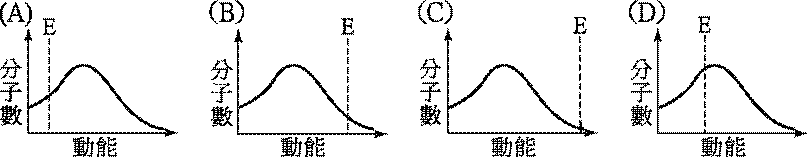 (A) E 分子數 動能
(B) E 分子數 動能
(C) E 分子數 動能
(D) E 分子數 動能